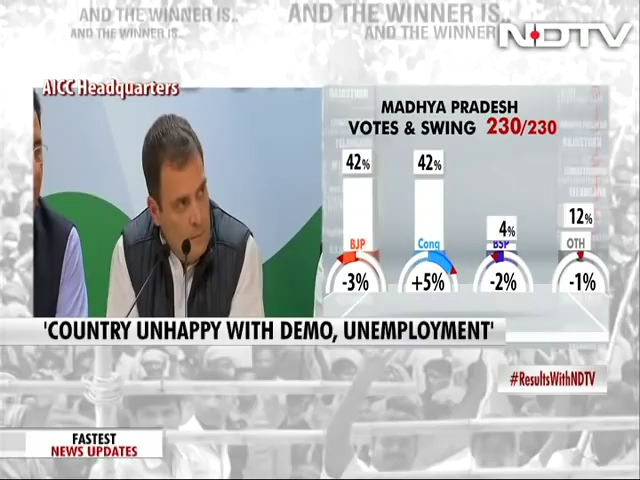 AND THE WINNER IS..
AND THE WINNER IS..
AND THE WINNER IS..
AND THE WINNER
NDTV
AICC Headquarters
MADHYA PRADESH
VOTES & SWING 230/230
42% 42% 4% 12%
BJP Cong BSP OTH
-3% +5% -2% -1%
'COUNTRY UNHAPPY WITH DEMO, UNEMPLOYMENT'
#ResultsWithNDTV
FASTEST
NEWS UPDATES